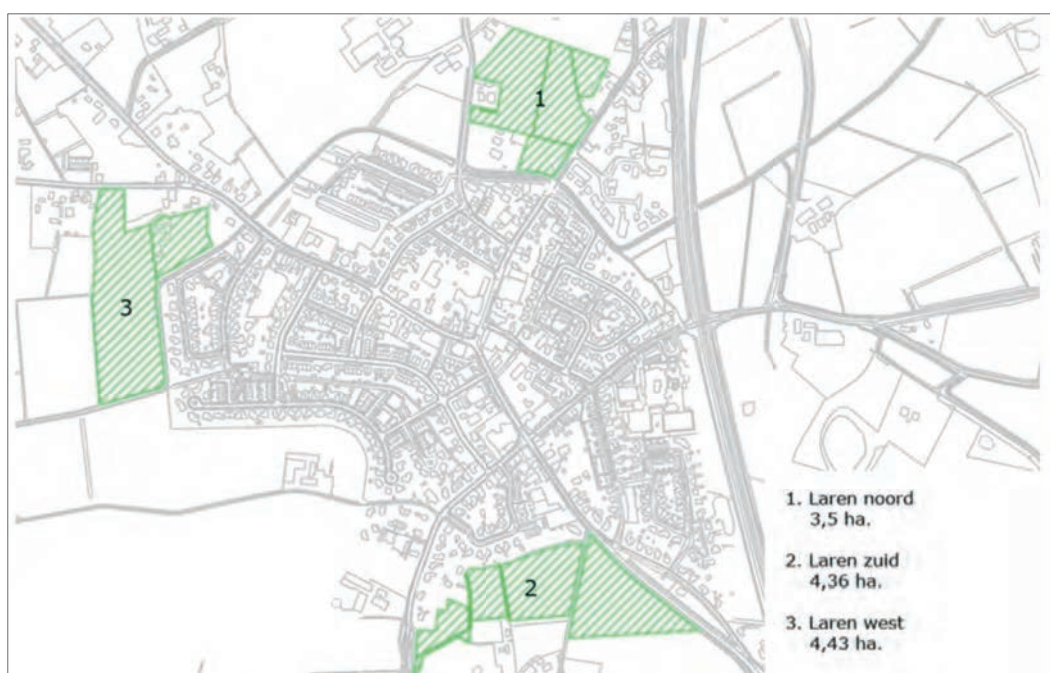 1
3
2
1. Laren noord
3,5 ha.
2. Laren zuid
4,36 ha.
3. Laren west
4,43 ha.